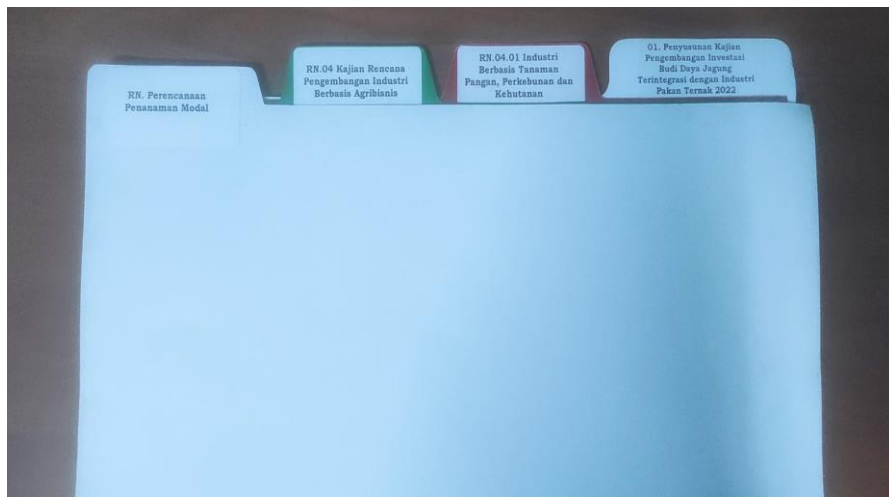 RN. Perencanaan
Penanaman Modal
RN.04 Kajian Rencana
Pengembangan Industri
Berbasis Agribisnis
RN.04.01 Industri
Berbasis Tanaman
Pangan, Perkebunan dan
Kehutanan
01. Penyusunan Kajian
Pengembangan Investasi
Budi Daya Jagung
Terintegrasi dengan Industri
Pakan Ternak 2022